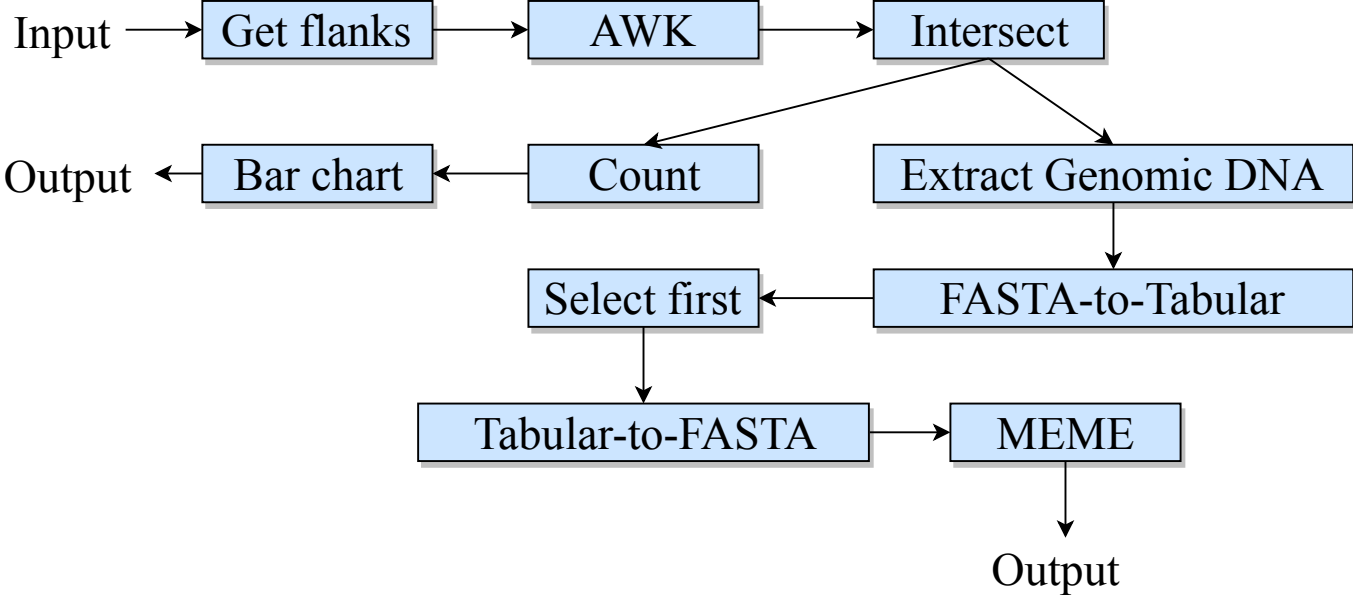 Input
Get flanks
AWK
Intersect
Output
Bar chart
Count
Extract Genomic DNA
Select first
FASTA-to-Tabular
Tabular-to-FASTA
MEME
Output